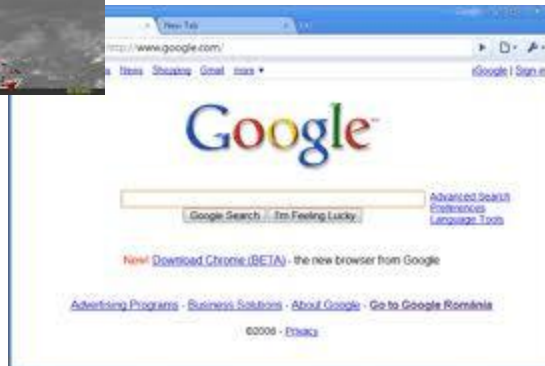 New Tab
http://www.google.com/
News Shopping Gmail more ▼
iGoogle | Sign in
Google
Advanced Search
Preferences
Language Tools
Google Search I'm Feeling Lucky
New! Download Chrome (BETA) - the new browser from Google
Advertising Programs - Business Solutions - About Google - Go to Google România
©2008 - Privacy